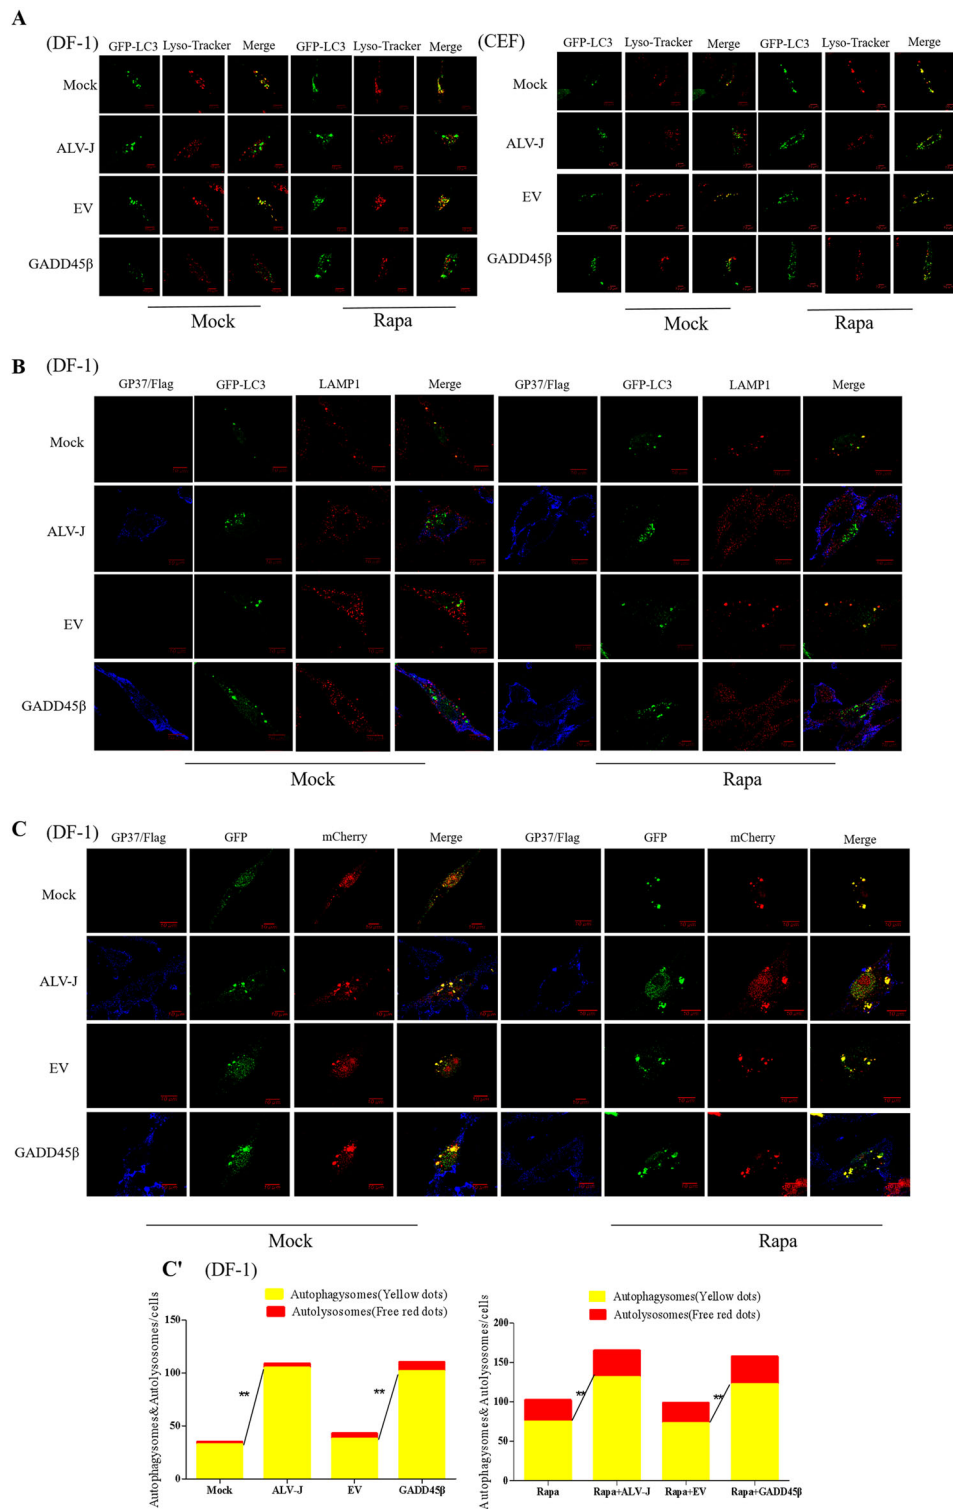 A
(DF-1)
GFP-LC3 Lyso-Tracker Merge GFP-LC3 Lyso-Tracker Merge
Mock
ALV-J
EV
GADD45β
Mock Rapa
(CEF)
GFP-LC3 Lyso-Tracker Merge GFP-LC3 Lyso-Tracker Merge
Mock
ALV-J
EV
GADD45β
Mock Rapa
B (DF-1)
GP37/Flag GFP-LC3 LAMP1 Merge GP37/Flag GFP-LC3 LAMP1 Merge
Mock
ALV-J
EV
GADD45β
Mock Rapa
C (DF-1)
GP37/Flag GFP mCherry Merge GP37/Flag GFP mCherry Merge
Mock
ALV-J
EV
GADD45β
Mock Rapa
C' (DF-1)
Autophagysomes(Yellow dots)
Autolysosomes(Free red dots)
Autophagysomes& Autolysosomes/cells
150
100
50
0
**
**
Mock ALV-J EV GADD45β
Autophagysomes(Yellow dots)
Autolysosomes(Free red dots)
Autophagysomes& Autolysosomes/cells
200
150
100
50
0
**
**
Rapa Rapa+ALV-J Rapa+EV Rapa+GADD45β